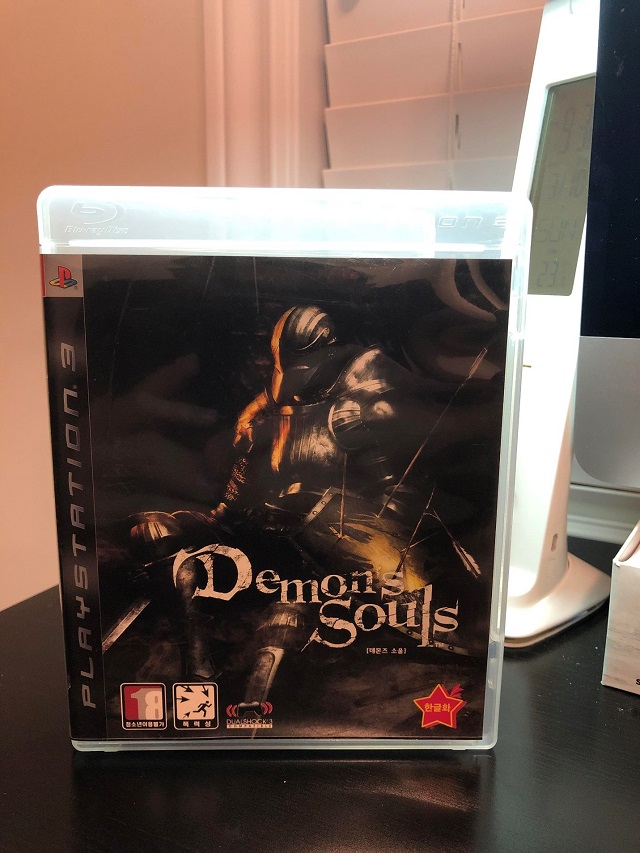 Blu-ray Disc
PLAYSTATION 3
Demon's
Souls
[데몬즈 소울]
18
청소년이용불가
폭력성
DUALSHOCK 3
COMPATIBLE
한글화